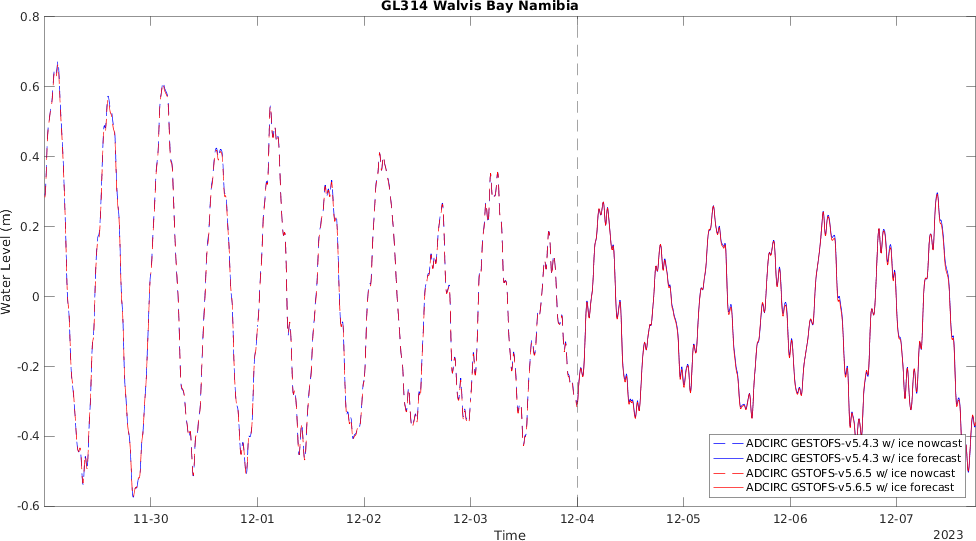 GL314 Walvis Bay Namibia
0.8
0.6
0.4
0.2
0
-0.2
-0.4
-0.6
Water Level (m)
ADCIRC GESTOFS-v5.4.3 w/ ice nowcast
ADCIRC GESTOFS-v5.4.3 w/ ice forecast
ADCIRC GSTOFS-v5.6.5 w/ ice nowcast
ADCIRC GSTOFS-v5.6.5 w/ ice forecast
11-30 12-01 12-02 12-03 12-04 12-05 12-06 12-07
Time
2023